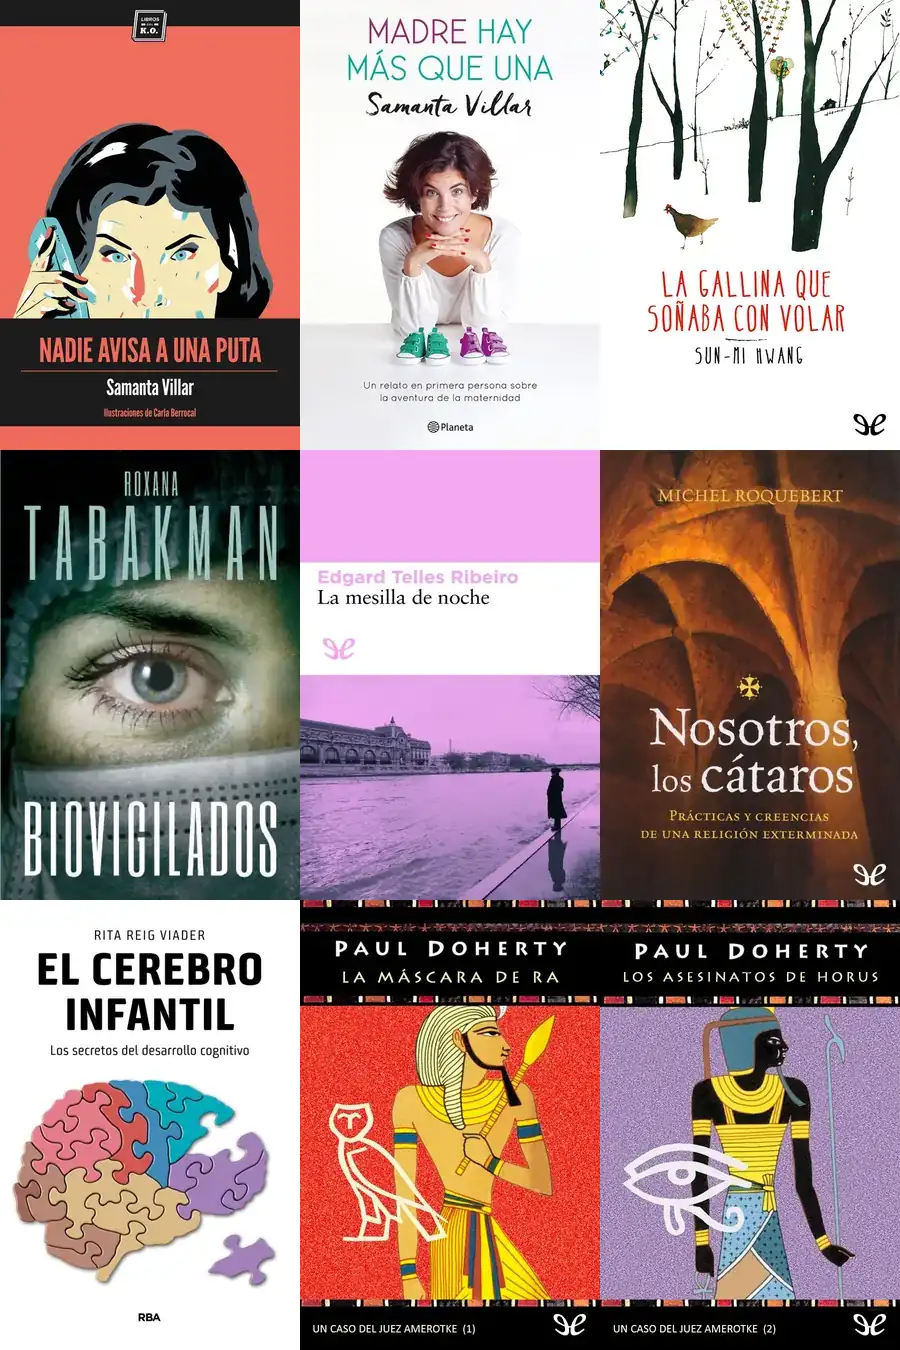 LIBROS
DEL
K.O.
NADIE AVISA A UNA PUTA
Samanta Villar
Ilustraciones de Carla Berrocal
MADRE HAY
MÁS QUE UNA
Samanta Villar
Un relato en primera persona sobre
la aventura de la maternidad
Planeta
LA GALLINA QUE
SOÑABA CON VOLAR
SUN-MI HWANG
ROXANA
TABAKMAN
BIOVIGILADOS
Edgard Telles Ribeiro
La mesilla de noche
MICHEL ROQUEBERT
Nosotros,
los cátaros
PRÁCTICAS Y CREENCIAS
DE UNA RELIGIÓN EXTERMINADA
RITA REIG VIADER
EL CEREBRO
INFANTIL
Los secretos del desarrollo cognitivo
RBA
PAUL DOHERTY
LA MÁSCARA DE RA
UN CASO DEL JUEZ AMEROTKE (1)
PAUL DOHERTY
LOS ASESINATOS DE HORUS
UN CASO DEL JUEZ AMEROTKE (2)